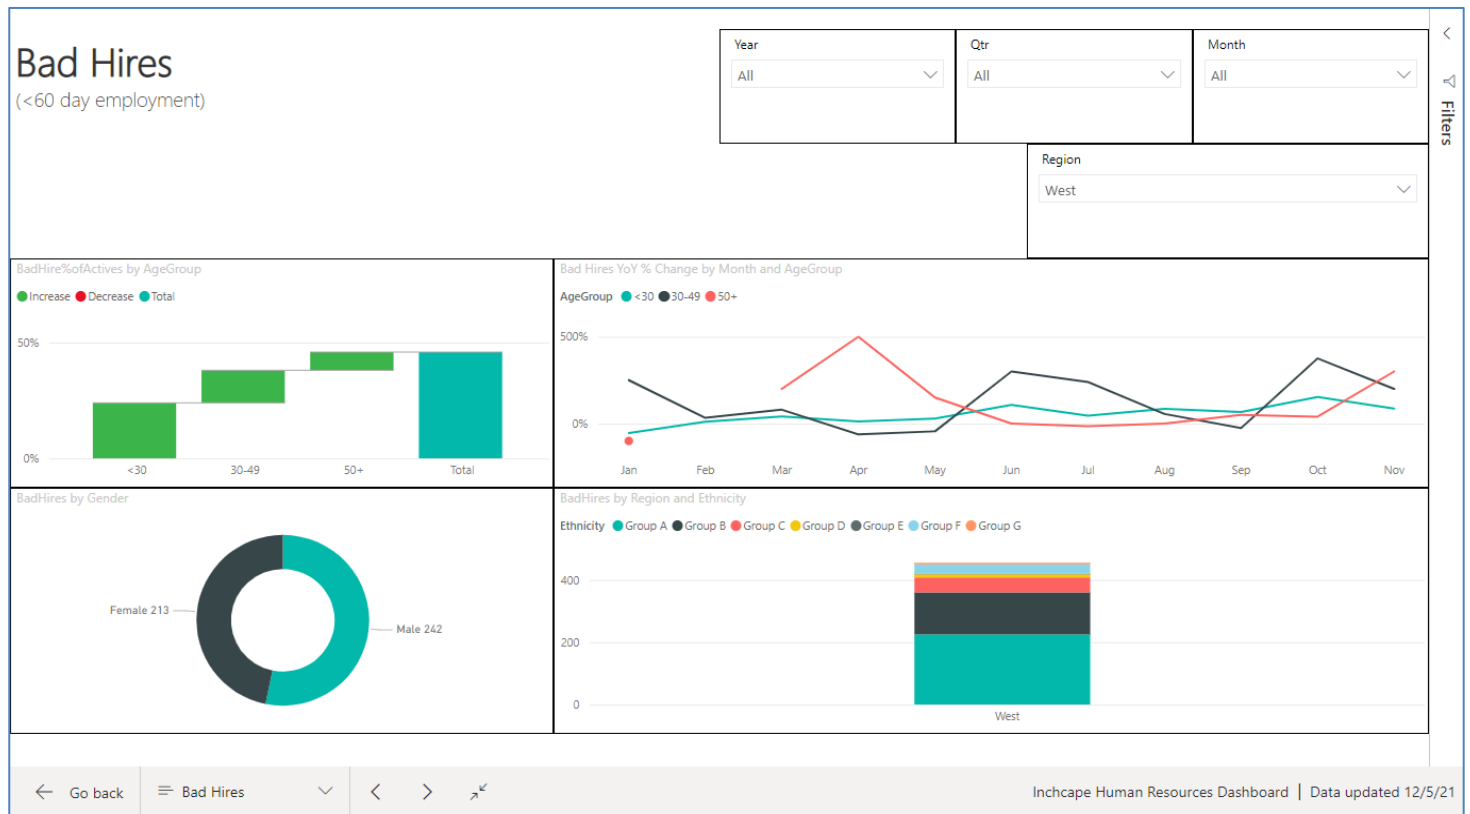 Bad Hires
(<60 day employment)
Year
All
Qtr
All
Month
All
Filters
Region
West
BadHire%ofActives by AgeGroup
Increase Decrease Total
50%
0%
<30 30-49 50+ Total
Bad Hires YoY % Change by Month and AgeGroup
AgeGroup <30 30-49 50+
500%
0%
Jan Feb Mar Apr May Jun Jul Aug Sep Oct Nov
BadHires by Gender
Female 213
Male 242
BadHires by Region and Ethnicity
Ethnicity Group A Group B Group C Group D Group E Group F Group G
400
200
0
West
Go back
Bad Hires
Inchcape Human Resources Dashboard | Data updated 12/5/21